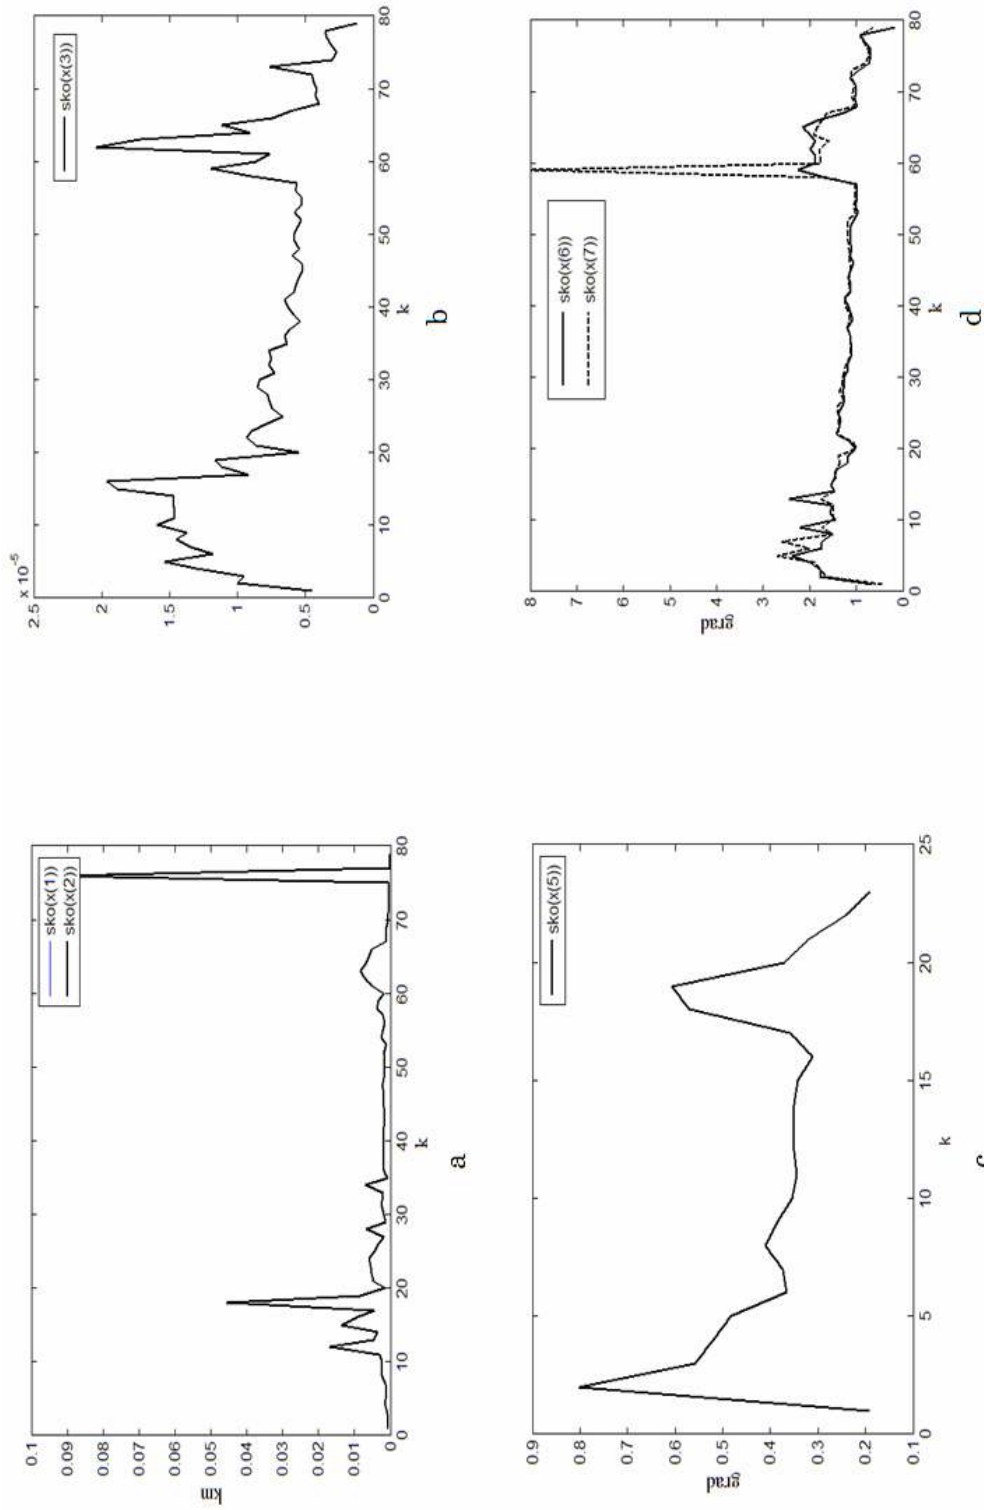 0.1
0.09
0.08
0.07
0.06
0.05
0.04
0.03
0.02
0.01
km
sko(x(1))
sko(x(2))
0 10 20 30 40 50 60 70 80
k
a
x 10^-5
2.5
2
1.5
1
0.5
0
sko(x(3))
0 10 20 30 40 50 60 70 80
k
b
0.9
0.8
0.7
0.6
0.5
0.4
0.3
0.2
0.1
grad
sko(x(5))
0 5 10 15 20 25
k
c
8
7
6
5
4
3
2
1
0
grad
sko(x(6))
sko(x(7))
0 10 20 30 40 50 60 70 80
k
d